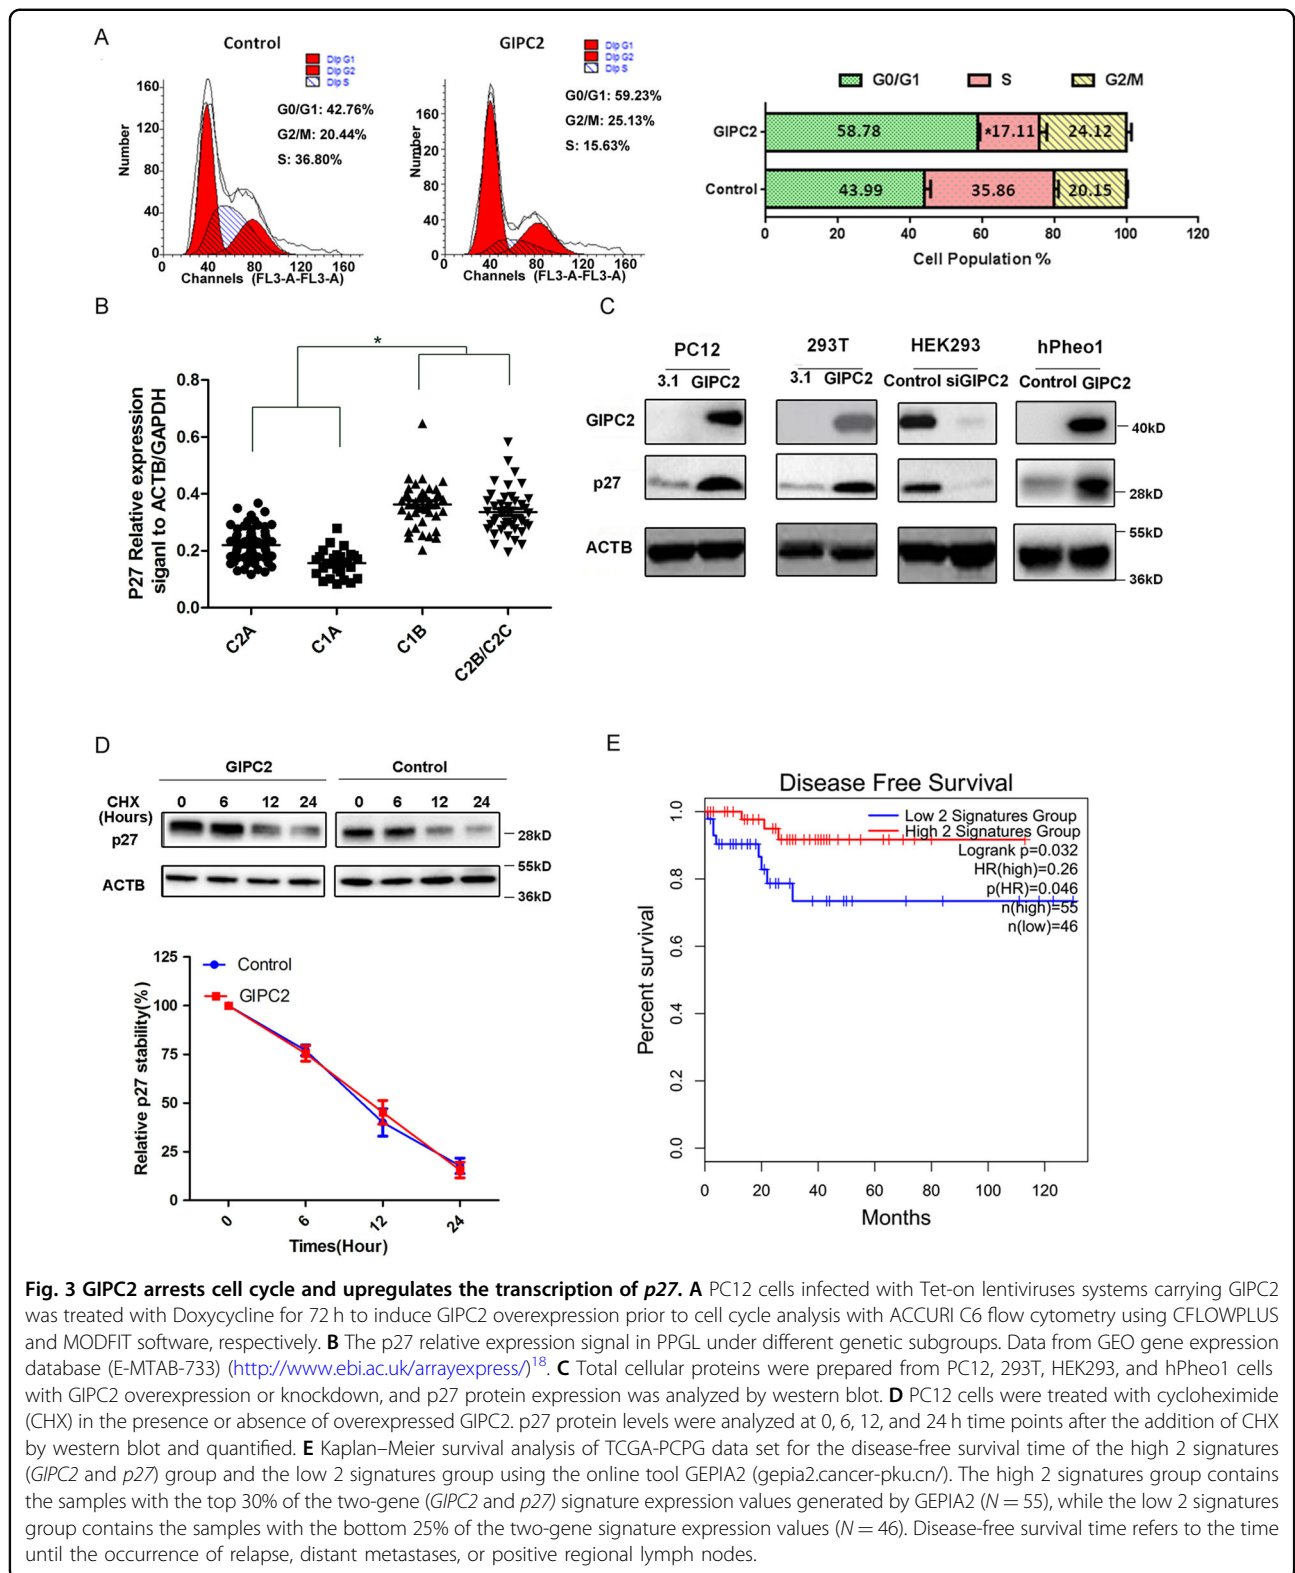 A
Control
Dip G1
Dip G2
Dip S
G0/G1: 42.76%
G2/M: 20.44%
S: 36.80%
Number
160
120
80
40
0
0 40 80 120 160
Channels (FL3-A-FL3-A)
GIPC2
Dip G1
Dip G2
Dip S
G0/G1: 59.23%
G2/M: 25.13%
S: 15.63%
Number
160
120
80
40
0
0 40 80 120 160
Channels (FL3-A-FL3-A)
G0/G1 S G2/M
GIPC2 58.78 *17.11 24.12
Control 43.99 35.86 20.15
0 20 40 60 80 100 120
Cell Population %
B
*
P27 Relative expression
siganl to ACTB/GAPDH
0.8
0.6
0.4
0.2
0.0
C2A C1A C1B C2B/C2C
C
PC12 293T HEK293 hPheo1
3.1 GIPC2 3.1 GIPC2 Control siGIPC2 Control GIPC2
GIPC2 40kD
p27 28kD
ACTB 55kD
36kD
D
GIPC2 Control
CHX 0 6 12 24 0 6 12 24
(Hours)
p27 28kD
ACTB 55kD
36kD
Control
GIPC2
Relative p27 stability(%)
125
100
75
50
25
0
0 6 12 24
Times(Hour)
E
Disease Free Survival
Low 2 Signatures Group
High 2 Signatures Group
Logrank p=0.032
HR(high)=0.26
p(HR)=0.046
n(high)=55
n(low)=46
Percent survival
1.0
0.8
0.6
0.4
0.2
0.0
0 20 40 60 80 100 120
Months
Fig. 3 GIPC2 arrests cell cycle and upregulates the transcription of p27. A PC12 cells infected with Tet-on lentiviruses systems carrying GIPC2
was treated with Doxycycline for 72 h to induce GIPC2 overexpression prior to cell cycle analysis with ACCURI C6 flow cytometry using CFLOWPLUS
and MODFIT software, respectively. B The p27 relative expression signal in PPGL under different genetic subgroups. Data from GEO gene expression
database (E-MTAB-733) (http://www.ebi.ac.uk/arrayexpress/)18. C Total cellular proteins were prepared from PC12, 293T, HEK293, and hPheo1 cells
with GIPC2 overexpression or knockdown, and p27 protein expression was analyzed by western blot. D PC12 cells were treated with cycloheximide
(CHX) in the presence or absence of overexpressed GIPC2. p27 protein levels were analyzed at 0, 6, 12, and 24 h time points after the addition of CHX
by western blot and quantified. E Kaplan–Meier survival analysis of TCGA-PCPG data set for the disease-free survival time of the high 2 signatures
(GIPC2 and p27) group and the low 2 signatures group using the online tool GEPIA2 (gepia2.cancer-pku.cn/). The high 2 signatures group contains
the samples with the top 30% of the two-gene (GIPC2 and p27) signature expression values generated by GEPIA2 (N = 55), while the low 2 signatures
group contains the samples with the bottom 25% of the two-gene signature expression values (N = 46). Disease-free survival time refers to the time
until the occurrence of relapse, distant metastases, or positive regional lymph nodes.